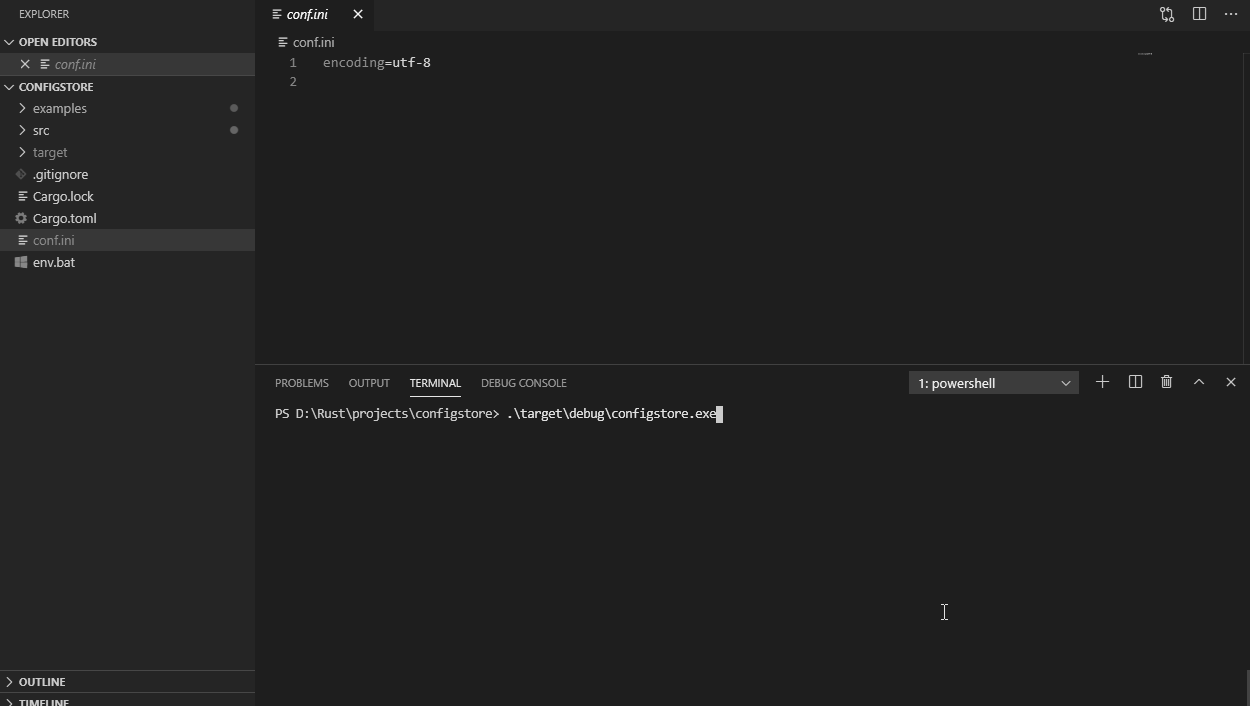 EXPLORER
OPEN EDITORS
conf.ini
CONFIGSTORE
examples
src
target
.gitignore
Cargo.lock
Cargo.toml
conf.ini
env.bat
OUTLINE
TIMELINE
conf.ini
conf.ini
1 encoding=utf-8
2
PROBLEMS OUTPUT TERMINAL DEBUG CONSOLE 1: powershell
PS D:\Rust\projects\configstore> .\target\debug\configstore.exe